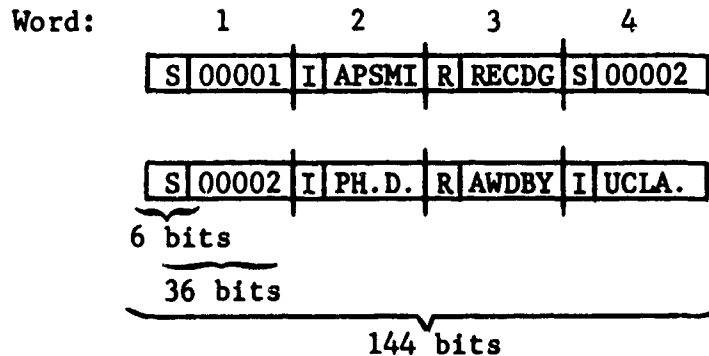 Word: 1 2 3 4
S 00001 I APSMI R RECDG S 00002
S 00002 I PH.D. R AWDBY I UCLA.
6 bits
36 bits
144 bits